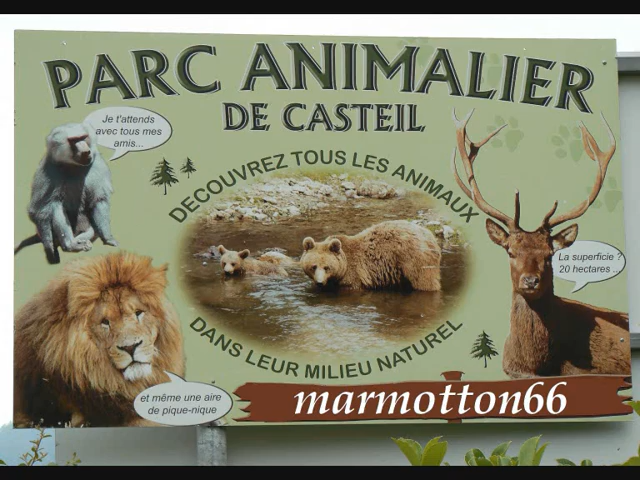 PARC ANIMALIER
DE CASTEIL
Je t'attends
avec tous mes
amis...
DECOUVREZ TOUS LES ANIMAUX
La superficie ?
20 hectares ...
DANS LEUR MILIEU NATUREL
et même une aire
de pique-nique
marmotton66